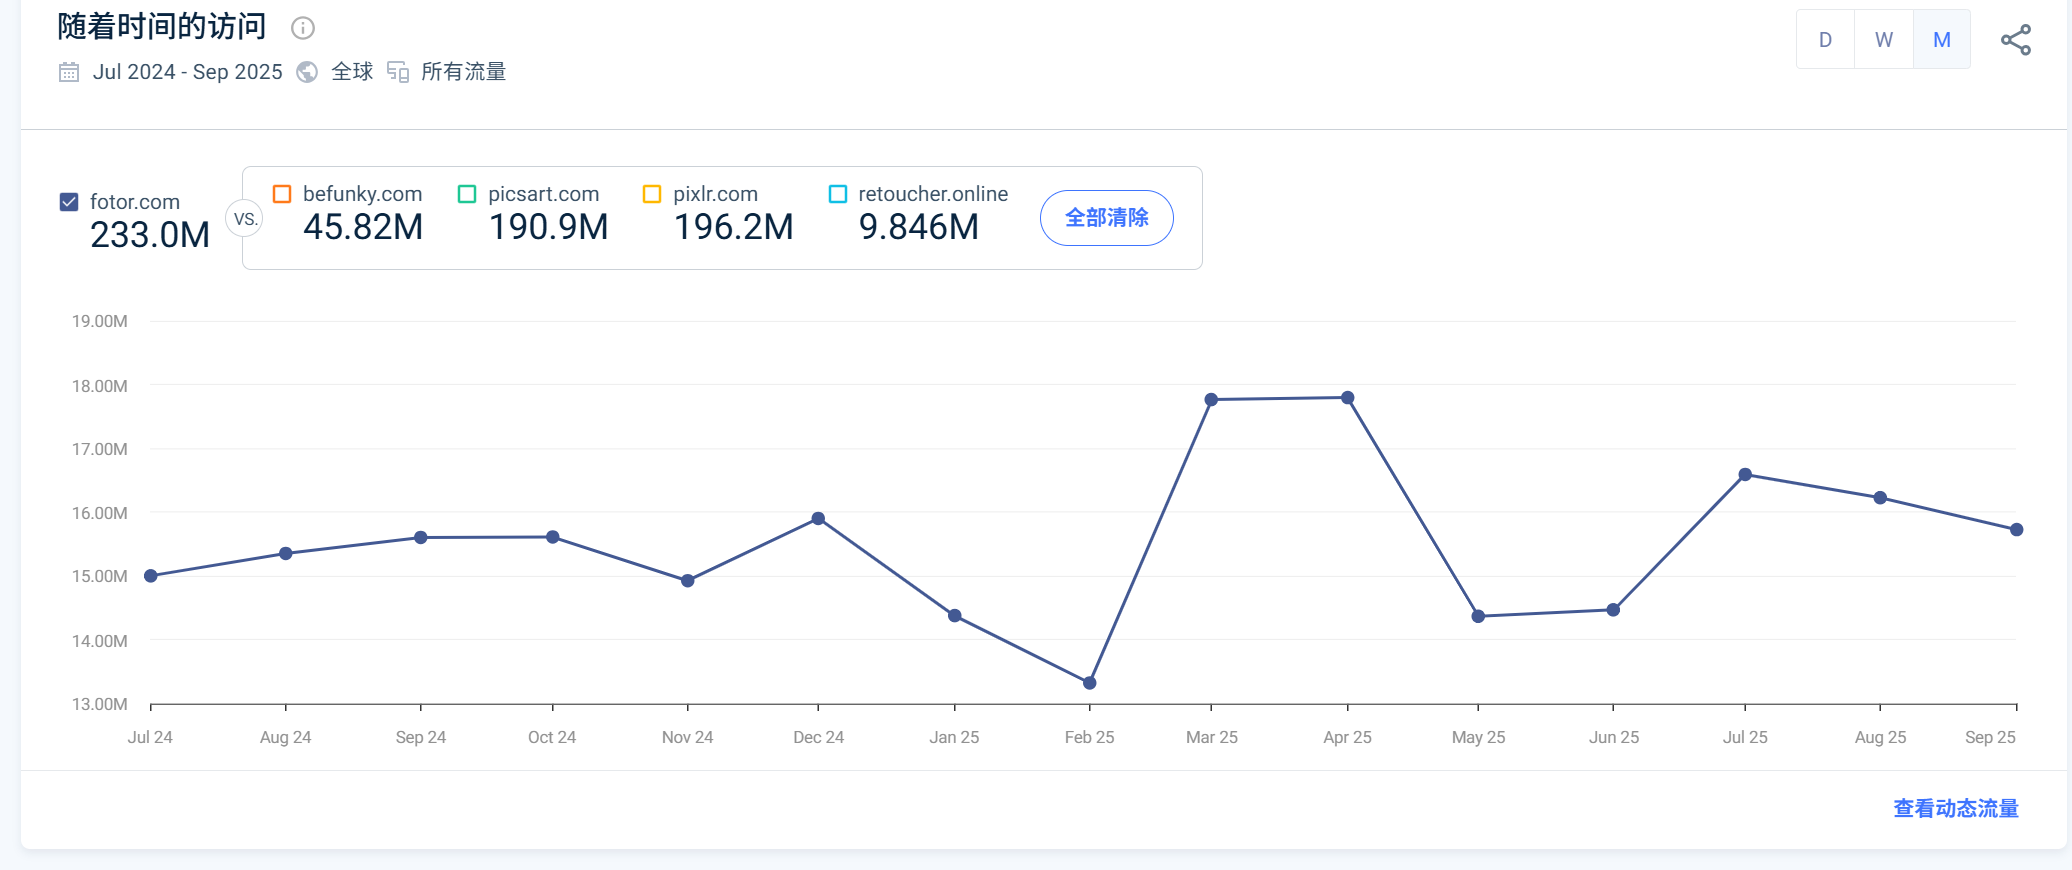 随着时间的访问
D W M
Jul 2024 - Sep 2025 全球 所有流量
fotor.com
233.0M
VS.
befunky.com
45.82M
picsart.com
190.9M
pixlr.com
196.2M
retoucher.online
9.846M
全部清除
19.00M
18.00M
17.00M
16.00M
15.00M
14.00M
13.00M
Jul 24 Aug 24 Sep 24 Oct 24 Nov 24 Dec 24 Jan 25 Feb 25 Mar 25 Apr 25 May 25 Jun 25 Jul 25 Aug 25 Sep 25
查看动态流量